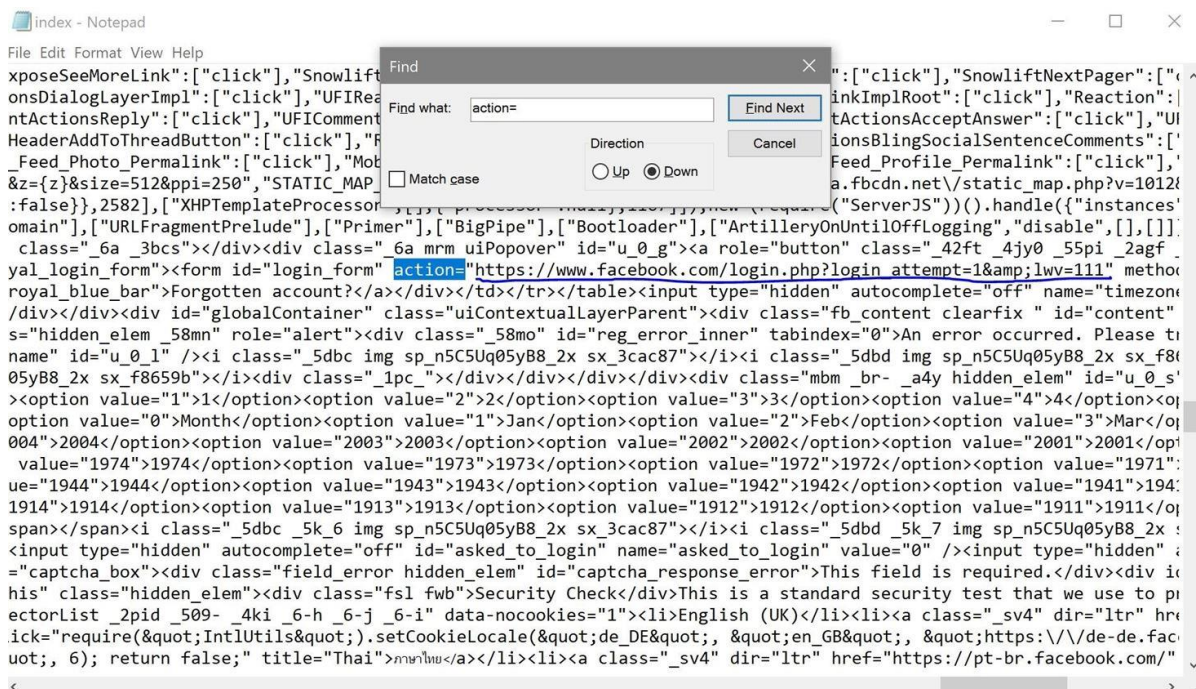 index - Notepad
File Edit Format View Help
Find
Find what: action=
Find Next
Cancel
Direction
Up Down
Match case
xposeSeeMoreLink":["click"],"Snowlift ":["click"],"SnowliftNextPager":["
onsDialogLayerImpl":["click"],"UFIRea inkImplRoot":["click"],"Reaction":
ntActionsReply":["click"],"UFIComment tActionsAcceptAnswer":["click"],"
HeaderAddToThreadButton":["click"]," ionsBlingSocialSentenceComments":["
_Feed_Photo_Permalink":["click"],"Mob Feed_Profile_Permalink":["click"],
&z={z}&size=512&ppi=250","STATIC_MAP_ a.fbcdn.net\/static_map.php?v=1012
:false}},2582],["XHPTemplateProcessor ("ServerJS"))().handle({"instances"
omain"],["URLFragmentPrelude"],["Primer"],["BigPipe"],["Bootloader"],["ArtilleryOnUntilOffLogging","disable",[],[]]
class="_6a _3bcs"></div><div class="_6a mrm uiPopover" id="u_0_g"><a role="button" class="_42ft _4jy0 _55pi _2agf
yal_login_form"><form id="login_form" action="https://www.facebook.com/login.php?login_attempt=1&amp;lwv=111" metho
royal_blue_bar">Forgotten account?</a></div></td></tr></table><input type="hidden" autocomplete="off" name="timezon
/div></div><div id="globalContainer" class="uiContextualLayerParent"><div class="fb_content clearfix " id="content"
s="hidden_elem _58mn" role="alert"><div class="_58mo" id="reg_error_inner" tabindex="0">An error occurred. Please t
name" id="u_0_l" /><i class="_5dbc img sp_n5C5Uq05yB8_2x sx_3cac87"></i><i class="_5dbd img sp_n5C5Uq05yB8_2x sx_f8
05yB8_2x sx_f8659b"></i><div class="_1pc_"></div></div></div></div><div class="mbm _br- _a4y hidden_elem" id="u_0_s"
><option value="1">1</option><option value="2">2</option><option value="3">3</option><option value="4">4</option><o
option value="0">Month</option><option value="1">Jan</option><option value="2">Feb</option><option value="3">Mar</o
004">2004</option><option value="2003">2003</option><option value="2002">2002</option><option value="2001">2001</op
value="1974">1974</option><option value="1973">1973</option><option value="1972">1972</option><option value="1971"
ue="1944">1944</option><option value="1943">1943</option><option value="1942">1942</option><option value="1941">194
1914">1914</option><option value="1913">1913</option><option value="1912">1912</option><option value="1911">1911</o
span></span><i class="_5dbc _5k_6 img sp_n5C5Uq05yB8_2x sx_3cac87"></i><i class="_5dbd _5k_7 img sp_n5C5Uq05yB8_2x
<input type="hidden" autocomplete="off" id="asked_to_login" name="asked_to_login" value="0" /><input type="hidden"
="captcha_box"><div class="field_error hidden_elem" id="captcha_response_error">This field is required.</div><div i
his" class="hidden_elem"><div class="fsl fwb">Security Check</div>This is a standard security test that we use to p
ectorList _2pid _509- _4ki _6-h _6-j _6-i" data-nocookies="1"><li>English (UK)</li><li><a class="_sv4" dir="ltr" hr
ick="require(&quot;IntlUtils&quot;).setCookieLocale(&quot;de_DE&quot;, &quot;en_GB&quot;, &quot;https:\/\/de-de.fac
uot;, 6); return false;" title="Thai">ภาษาไทย</a></li><li><a class="_sv4" dir="ltr" href="https://pt-br.facebook.com/"